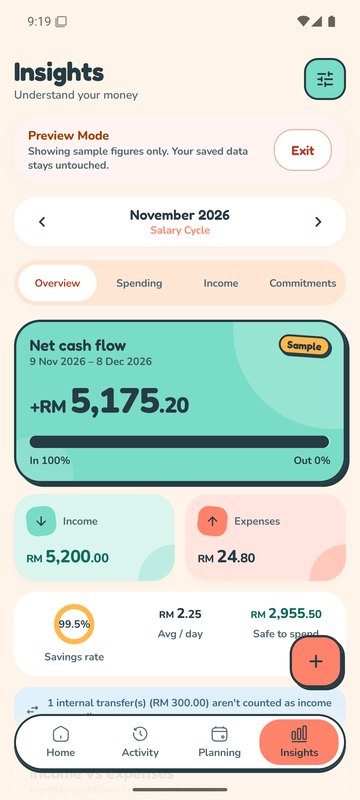 9:19
Insights
Understand your money
Preview Mode
Showing sample figures only. Your saved data
stays untouched.
Exit
November 2026
Salary Cycle
Overview
Spending
Income
Commitments
Net cash flow
Sample
9 Nov 2026 – 8 Dec 2026
+RM 5,175.20
In 100%
Out 0%
Income
Expenses
RM 5,200.00
RM 24.80
99.5%
Savings rate
RM 2.25
Avg / day
RM 2,955.50
Safe to spend
1 internal transfer(s) (RM 300.00) aren't counted as income
Home
Activity
Planning
Insights
Income vs expenses